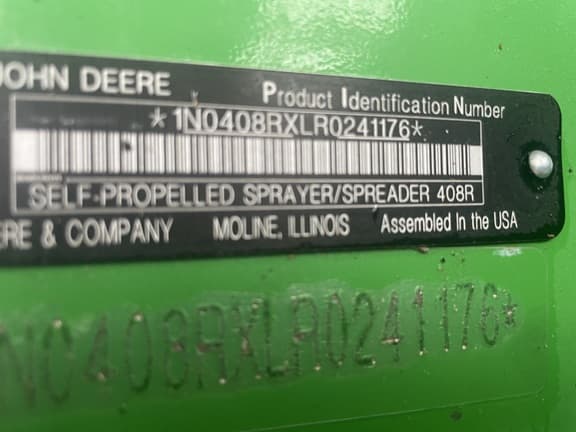 JOHN DEERE
Product Identification Number
*1N0408RXLR0241176*
SELF-PROPELLED SPRAYER/SPREADER 408R
ERE & COMPANY MOLINE, ILLINOIS Assembled In the USA
N0408RXLR0241176*